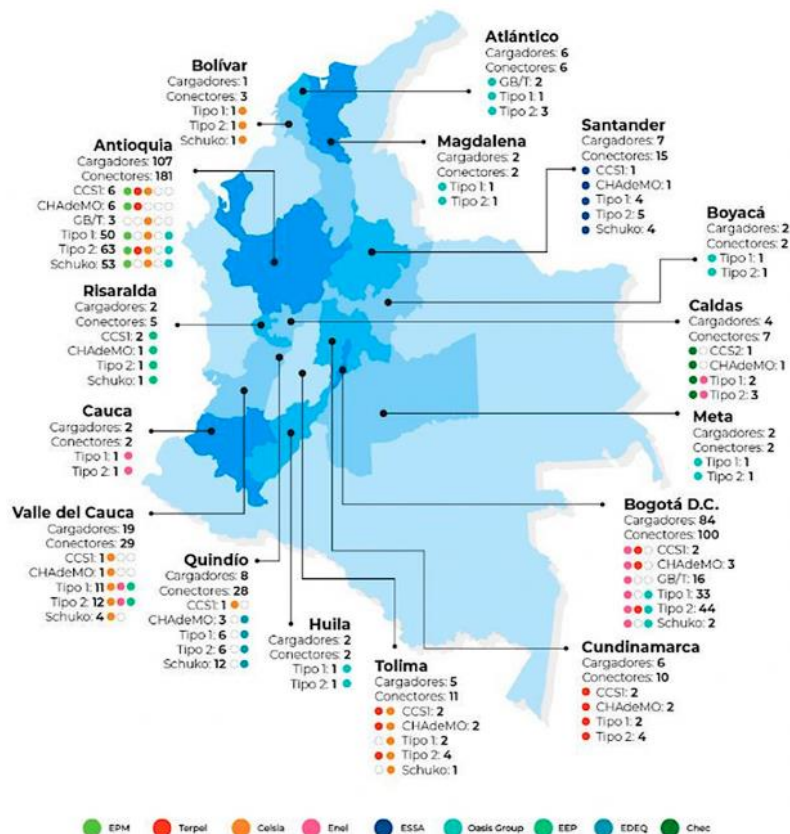 Atlántico
Cargadores: 6
Conectores: 6
GB/T: 2
Tipo 1: 1
Tipo 2: 3
Bolívar
Cargadores: 1
Conectores: 3
Tipo 1: 1
Tipo 2: 1
Schuko: 1
Santander
Cargadores: 7
Conectores: 15
CCS1: 1
CHAdeMO: 1
Tipo 1: 4
Tipo 2: 5
Schuko: 4
Magdalena
Cargadores: 2
Conectores: 2
Tipo 1: 1
Tipo 2: 1
Antioquia
Cargadores: 107
Conectores: 181
CCS1: 6
CHAdeMO: 6
GB/T: 3
Tipo 1: 50
Tipo 2: 63
Schuko: 53
Boyacá
Cargadores: 2
Conectores: 2
Tipo 1: 1
Tipo 2: 1
Risaralda
Cargadores: 2
Conectores: 5
CCS1: 2
CHAdeMO: 1
Tipo 2: 1
Schuko: 1
Caldas
Cargadores: 4
Conectores: 7
CCS2: 1
CHAdeMO: 1
Tipo 1: 2
Tipo 2: 3
Cauca
Cargadores: 2
Conectores: 2
Tipo 1: 1
Tipo 2: 1
Meta
Cargadores: 2
Conectores: 2
Tipo 1: 1
Tipo 2: 1
Valle del Cauca
Cargadores: 19
Conectores: 29
CCS1: 1
CHAdeMO: 1
Tipo 1: 11
Tipo 2: 12
Schuko: 4
Bogotá D.C.
Cargadores: 84
Conectores: 100
CCS1: 2
CHAdeMO: 3
GB/T: 16
Tipo 1: 33
Tipo 2: 44
Schuko: 2
Quindío
Cargadores: 8
Conectores: 28
CCS1: 1
CHAdeMO: 3
Tipo 1: 6
Tipo 2: 6
Schuko: 12
Huila
Cargadores: 2
Conectores: 2
Tipo 1: 1
Tipo 2: 1
Tolima
Cargadores: 5
Conectores: 11
CCS1: 2
CHAdeMO: 2
Tipo 1: 2
Tipo 2: 4
Schuko: 1
Cundinamarca
Cargadores: 6
Conectores: 10
CCS1: 2
CHAdeMO: 2
Tipo 1: 2
Tipo 2: 4
EPM Terpel Celsia Enel ESSA Oasis Group EEP EDEQ Chec